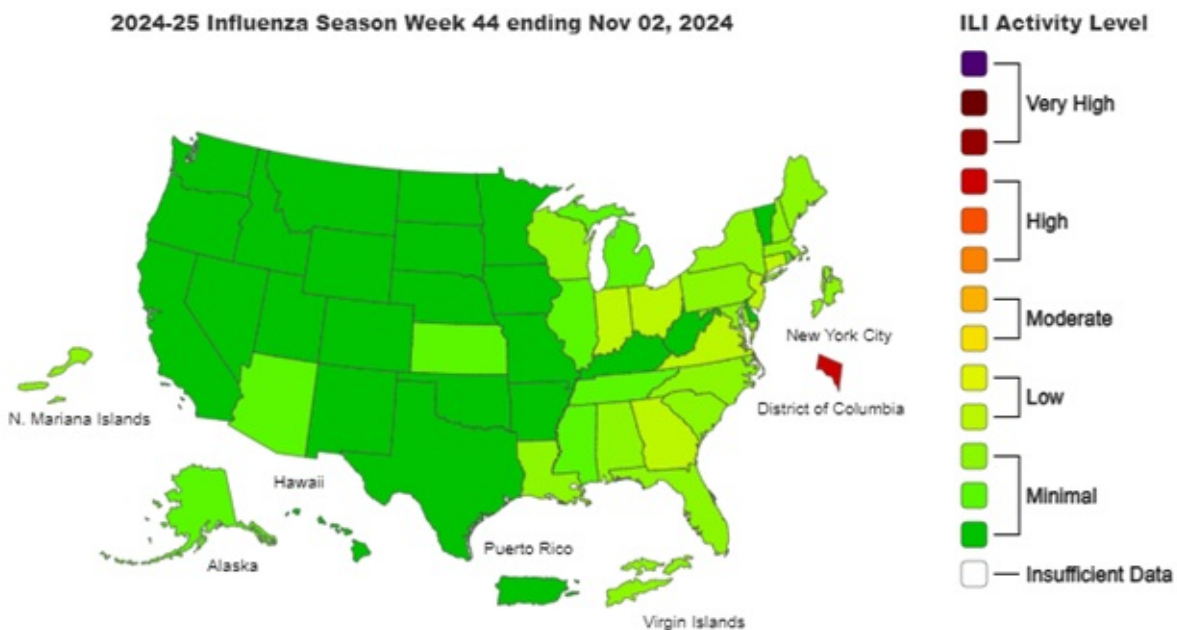 2024-25 Influenza Season Week 44 ending Nov 02, 2024
ILI Activity Level
Very High
High
Moderate
Low
Minimal
Insufficient Data
New York City
District of Columbia
N. Mariana Islands
Hawaii
Alaska
Puerto Rico
Virgin Islands